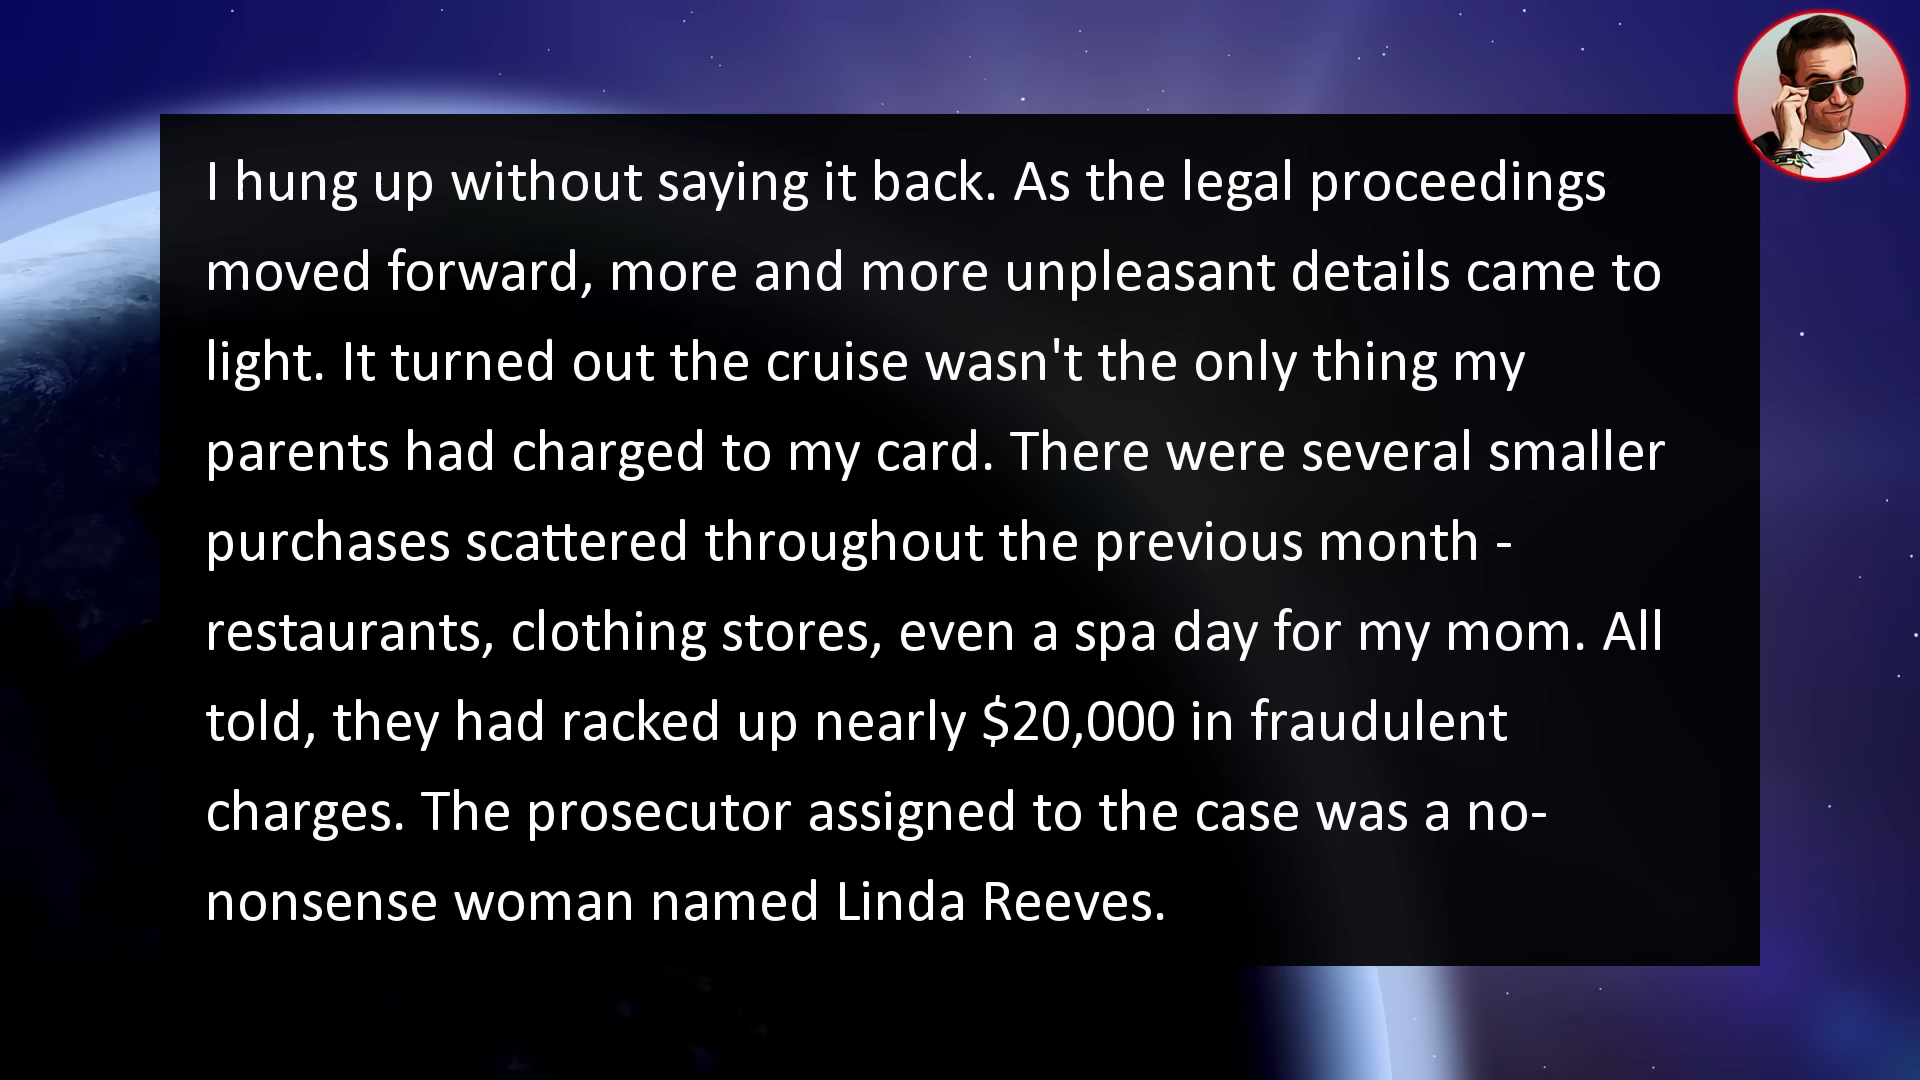 I hung up without saying it back. As the legal proceedings
moved forward, more and more unpleasant details came to
light. It turned out the cruise wasn't the only thing my
parents had charged to my card. There were several smaller
purchases scattered throughout the previous month -
restaurants, clothing stores, even a spa day for my mom. All
told, they had racked up nearly $20,000 in fraudulent
charges. The prosecutor assigned to the case was a no-
nonsense woman named Linda Reeves.